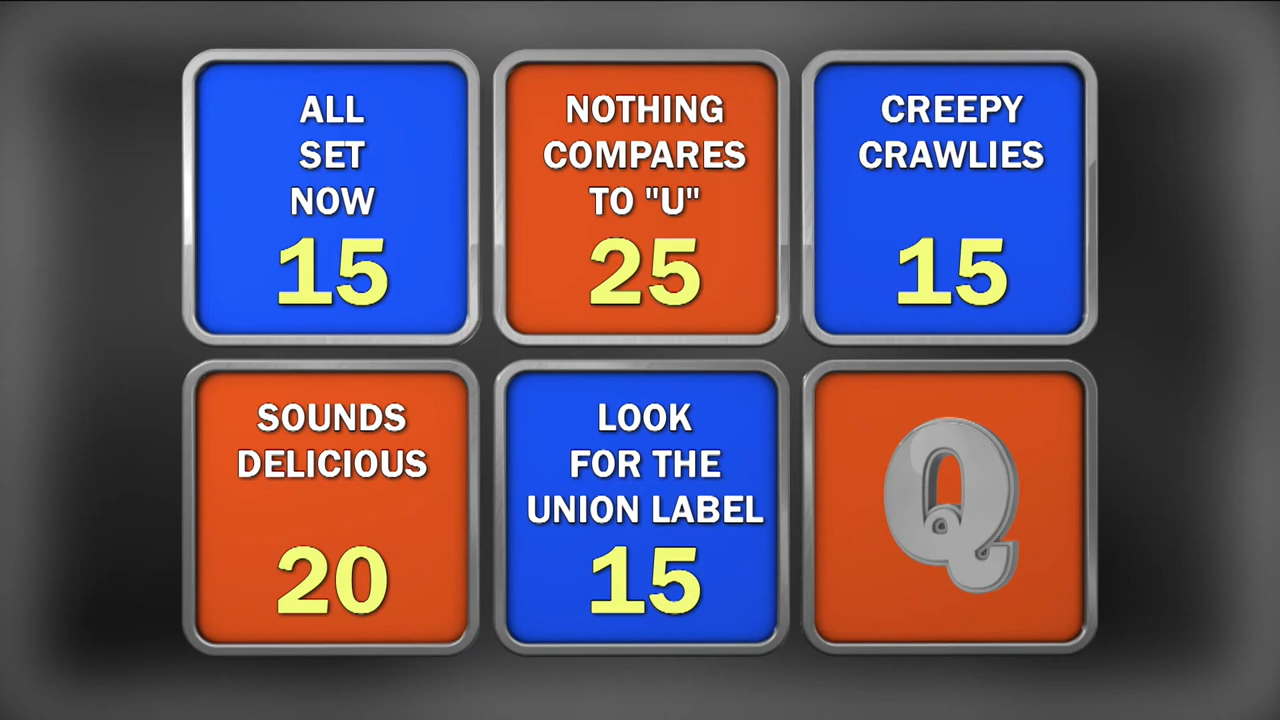 ALL
SET
NOW
15
NOTHING
COMPARES
TO "U"
25
CREEPY
CRAWLIES
15
SOUNDS
DELICIOUS
20
LOOK
FOR THE
UNION LABEL
15
Q